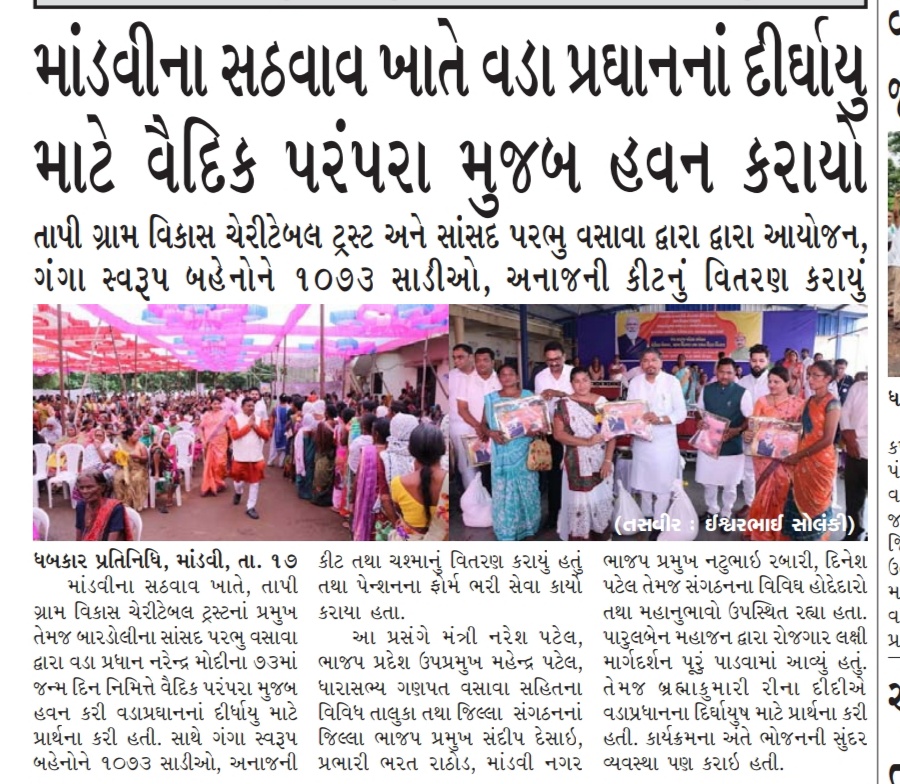 માંડવીના સઠવાવ ખાતે વડા પ્રધાનનાં દીર્ઘાયુ
માટે વૈદિક પરંપરા મુજબ હવન કરાયો
તાપી ગ્રામ વિકાસ ચેરીટેબલ ટ્રસ્ટ અને સાંસદ પરભુ વસાવા દ્વારા દ્વારા આયોજન,
ગંગા સ્વરૂપ બહેનોને ૧૦૭૩ સાડીઓ, અનાજની કીટનું વિતરણ કરાયું
(તસવીર : ઈશ્વરભાઈ સોલંકી)
ધબકાર પ્રતિનિધિ, માંડવી, તા. ૧૭
માંડવીના સઠવાવ ખાતે, તાપી
ગ્રામ વિકાસ ચેરીટેબલ ટ્રસ્ટનાં પ્રમુખ
તેમજ બારડોલીના સાંસદ પરભુ વસાવા
દ્વારા વડા પ્રધાન નરેન્દ્ર મોદીના ૭૩માં
જન્મ દિન નિમિત્તે વૈદિક પરંપરા મુજબ
હવન કરી વડાપ્રધાનનાં દીર્ધાયુ માટે
પ્રાર્થના કરી હતી. સાથે ગંગા સ્વરૂપ
બહેનોને ૧૦૭૩ સાડીઓ, અનાજની
કીટ તથા ચશ્માનું વિતરણ કરાયું હતું
તથા પેન્શનના ફોર્મ ભરી સેવા કાર્યો
કરાયા હતા.
આ પ્રસંગે મંત્રી નરેશ પટેલ,
ભાજપ પ્રદેશ ઉપપ્રમુખ મહેન્દ્ર પટેલ,
ધારાસભ્ય ગણપત વસાવા સહિતના
વિવિધ તાલુકા તથા જિલ્લા સંગઠનનાં
જિલ્લા ભાજપ પ્રમુખ સંદીપ દેસાઇ,
પ્રભારી ભરત રાઠોડ, માંડવી નગર
ભાજપ પ્રમુખ નટુભાઇ રબારી, દિનેશ
પટેલ તેમજ સંગઠનના વિવિધ હોદ્દેદારો
તથા મહાનુભાવો ઉપસ્થિત રહ્યા હતા.
પારુલબેન મહાજન દ્વારા રોજગાર લક્ષી
માર્ગદર્શન પૂરું પાડવામાં આવ્યું હતું.
તેમજ બ્રહ્માકુમારી રીના દીદીએ
વડાપ્રધાનના દિર્ઘાયુષ માટે પ્રાર્થના કરી
હતી. કાર્યક્રમના અંતે ભોજનની સુંદર
વ્યવસ્થા પણ કરાઇ હતી.